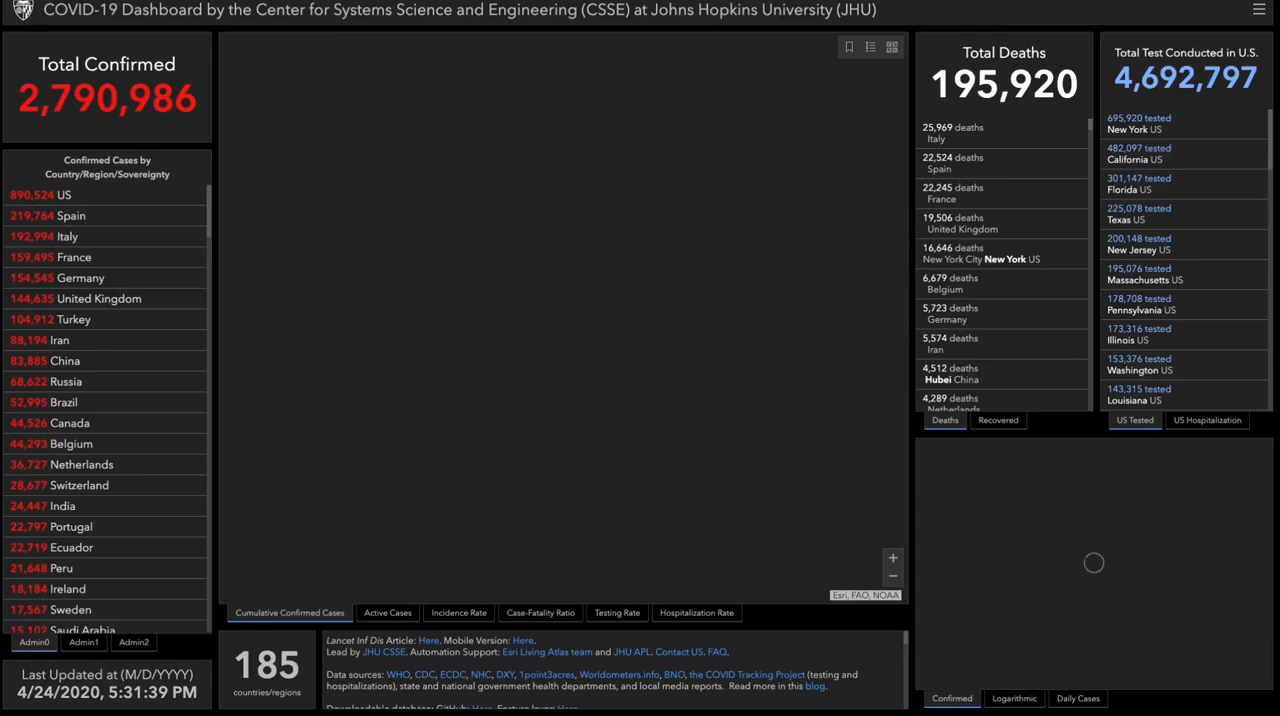 COVID-19 Dashboard by the Center for Systems Science and Engineering (CSSE) at Johns Hopkins University (JHU)
Total Confirmed
2,790,986
Confirmed Cases by
Country/Region/Sovereignty
890,524 US
219,764 Spain
192,994 Italy
159,495 France
154,545 Germany
144,635 United Kingdom
104,912 Turkey
88,194 Iran
83,885 China
68,622 Russia
52,995 Brazil
44,526 Canada
44,293 Belgium
36,727 Netherlands
28,677 Switzerland
24,447 India
22,797 Portugal
22,719 Ecuador
21,648 Peru
18,184 Ireland
17,567 Sweden
15,102 Saudi Arabia
Admin0 Admin1 Admin2
Last Updated at (M/D/YYYY)
4/24/2020, 5:31:39 PM
Esri, FAO, NOAA
Cumulative Confirmed Cases Active Cases Incidence Rate Case-Fatality Ratio Testing Rate Hospitalization Rate
185
countries/regions
Lancet Inf Dis Article: Here. Mobile Version: Here.
Lead by JHU CSSE. Automation Support: Esri Living Atlas team and JHU APL. Contact US. FAQ.
Data sources: WHO, CDC, ECDC, NHC, DXY, 1point3acres, Worldometers.info, BNO, the COVID Tracking Project (testing and
hospitalizations), state and national government health departments, and local media reports. Read more in this blog.
Downloadable database: GitHub: Here. Feature layer: Here.
Total Deaths
195,920
25,969 deaths
Italy
22,524 deaths
Spain
22,245 deaths
France
19,506 deaths
United Kingdom
16,646 deaths
New York City New York US
6,679 deaths
Belgium
5,723 deaths
Germany
5,574 deaths
Iran
4,512 deaths
Hubei China
4,289 deaths
Netherlands
Deaths Recovered
Total Test Conducted in U.S.
4,692,797
695,920 tested
New York US
482,097 tested
California US
301,147 tested
Florida US
225,078 tested
Texas US
200,148 tested
New Jersey US
195,076 tested
Massachusetts US
178,708 tested
Pennsylvania US
173,316 tested
Illinois US
153,376 tested
Washington US
143,315 tested
Louisiana US
US Tested US Hospitalization
Confirmed Logarithmic Daily Cases